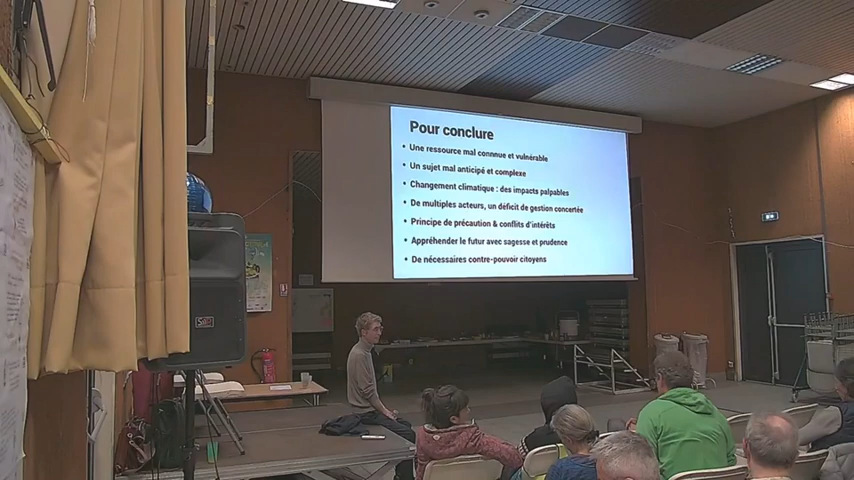 Pour conclure
• Une ressource mal connnue et vulnérable
• Un sujet mal anticipé et complexe
• Changement climatique : des impacts palpables
• De multiples acteurs, un déficit de gestion concertée
• Principe de précaution & conflits d'intérêts
• Appréhender le futur avec sagesse et prudence
• De nécessaires contre-pouvoir citoyens